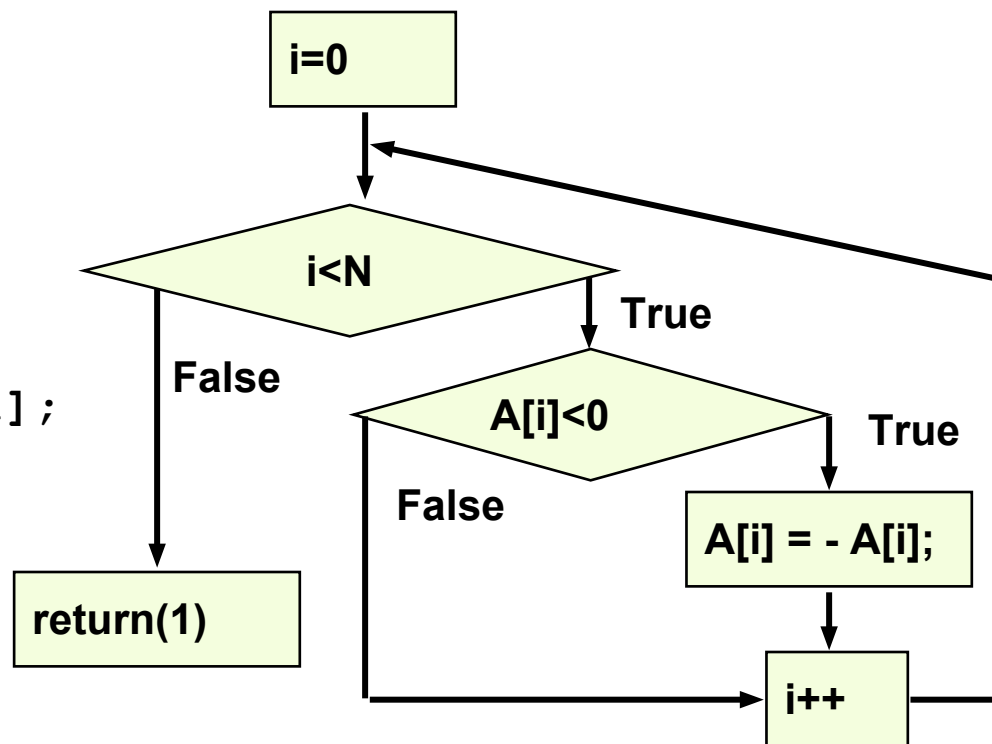 i=0
i<N
True
False
] ;
A[i]<0
True
False
A[i] = - A[i];
return(1)
i++